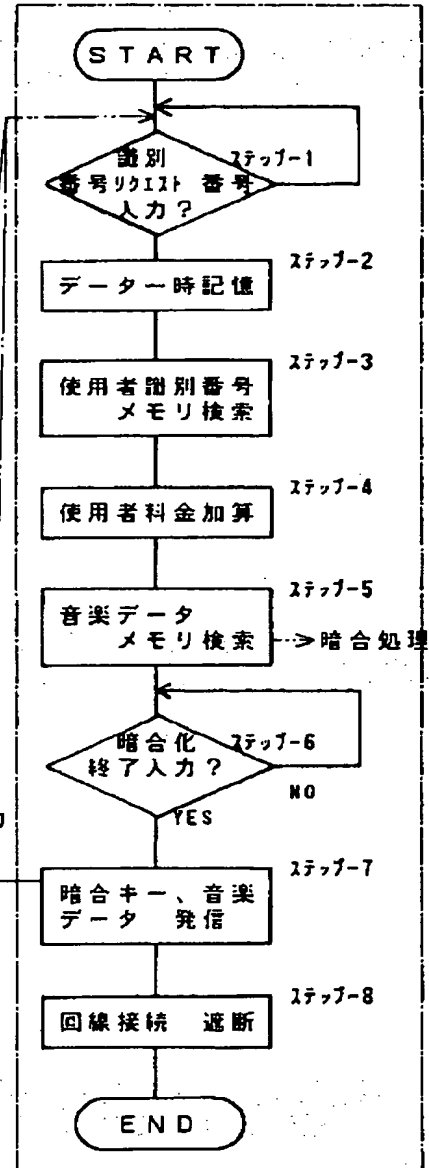 START
識別 ステップ-1
番号リクエスト番号
入力?
ステップ-2
データ一時記憶
ステップ-3
使用者識別番号
メモリ検索
ステップ-4
使用者料金加算
ステップ-5
音楽データ
メモリ検索
暗合処理
暗合化 ステップ-6
終了入力?
NO
YES
ステップ-7
暗合キー、音楽
データ 発信
ステップ-8
回線接続 遮断
END